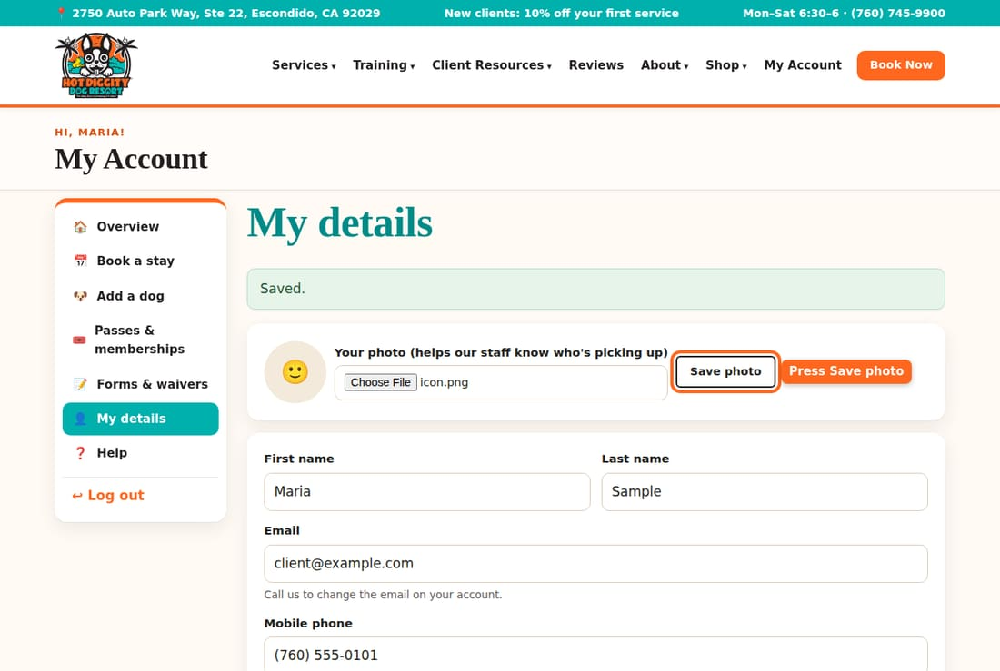 2750 Auto Park Way, Ste 22, Escondido, CA 92029
New clients: 10% off your first service
Mon–Sat 6:30–6 · (760) 745-9900
HOT DIGGITY
DOG RESORT
Services ▾
Training ▾
Client Resources ▾
Reviews
About ▾
Shop ▾
My Account
Book Now
HI, MARIA!
My Account
Overview
Book a stay
Add a dog
Passes &
memberships
Forms & waivers
My details
Help
↩ Log out
My details
Saved.
Your photo (helps our staff know who's picking up)
Choose File icon.png
Save photo
Press Save photo
First name
Maria
Last name
Sample
Email
client@example.com
Call us to change the email on your account.
Mobile phone
(760) 555-0101